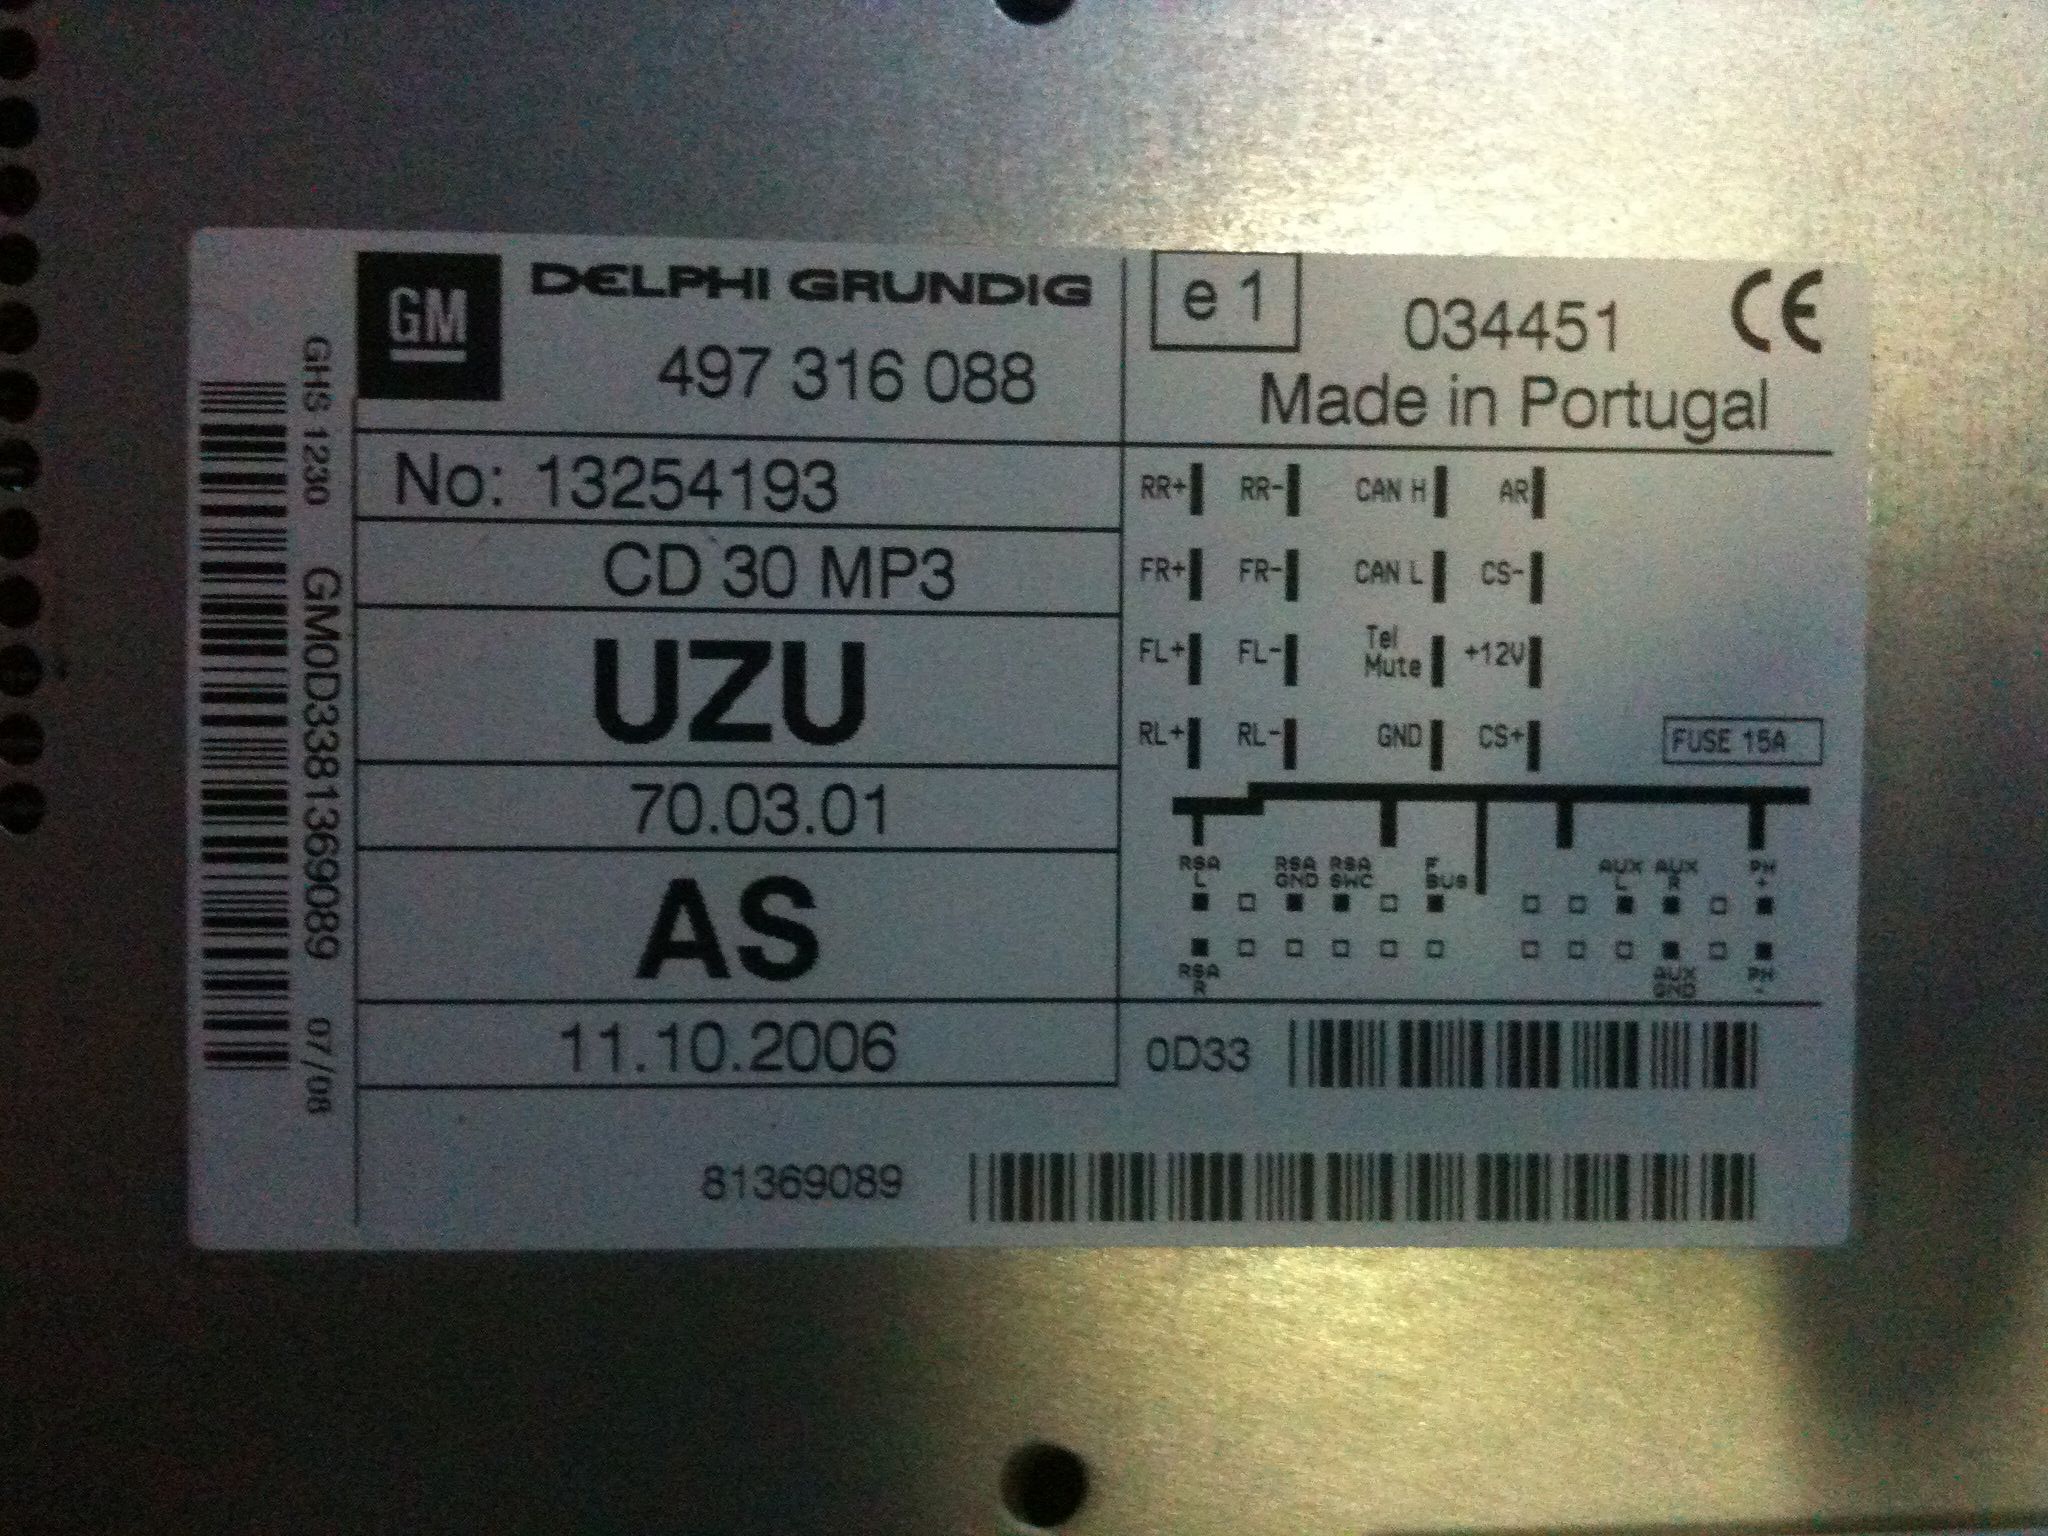 GHS 1230 GM0D3381369089 07/08
GM DELPHI GRUNDIG
497 316 088
No: 13254193
CD 30 MP3
UZU
70.03.01
AS
11.10.2006
e 1 034451 CE
Made in Portugal
RR+ RR- CAN H AR
FR+ FR- CAN L CS-
FL+ FL- Tel Mute +12V
RL+ RL- GND CS+
FUSE 15A
RSA L RSA GND RSA SWC F BUS AUX L AUX R PH +
RSA R AUX GND PH -
0D33
81369089